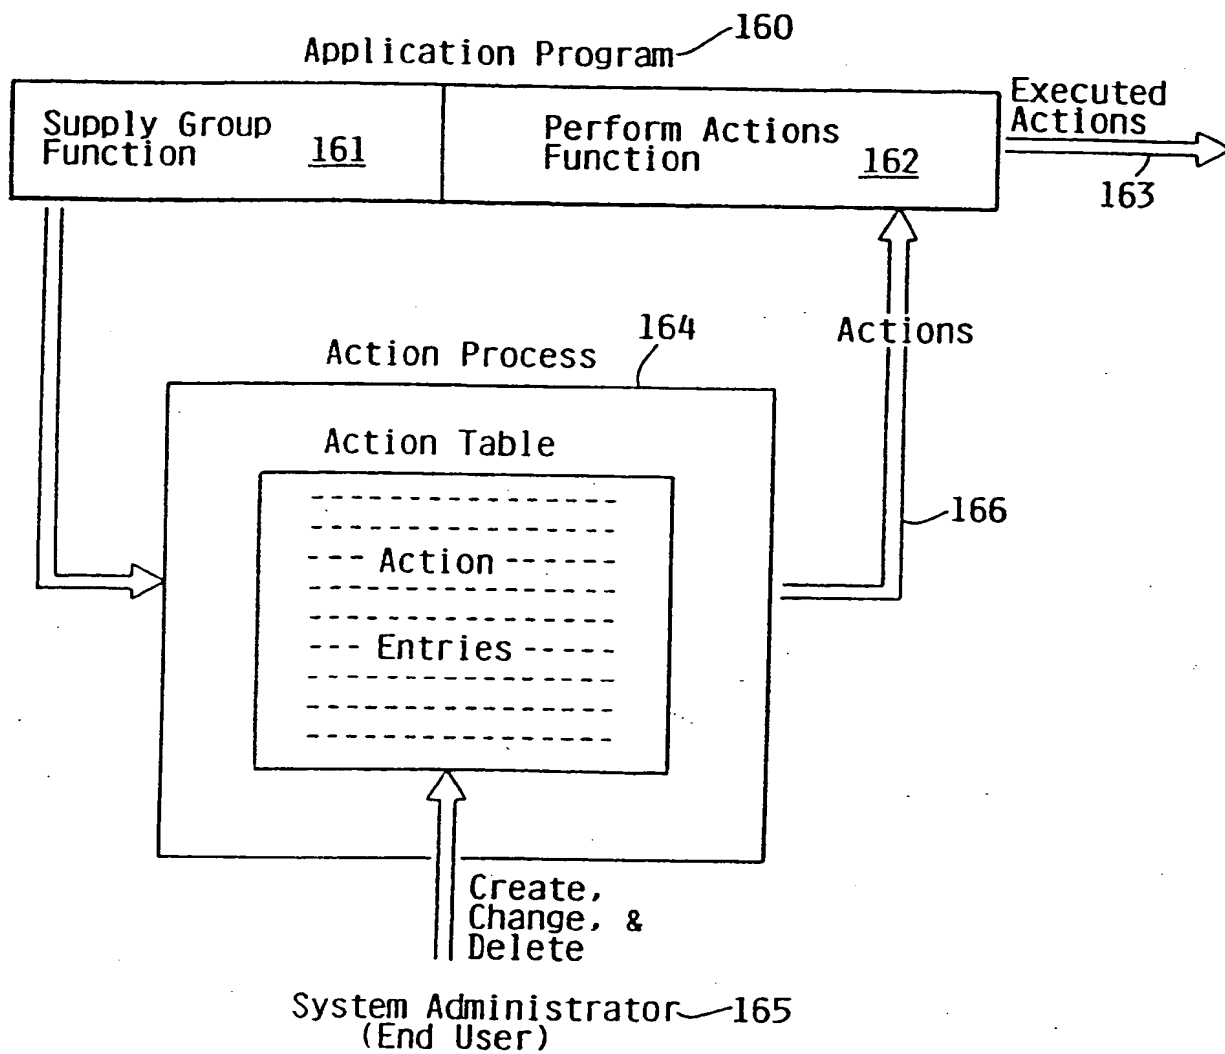 Application Program 160
Supply Group
Function 161
Perform Actions
Function 162
Executed
Actions
163
Actions
Action Process 164
Action Table
Action
Entries
166
Create,
Change, &
Delete
System Administrator 165
(End User)